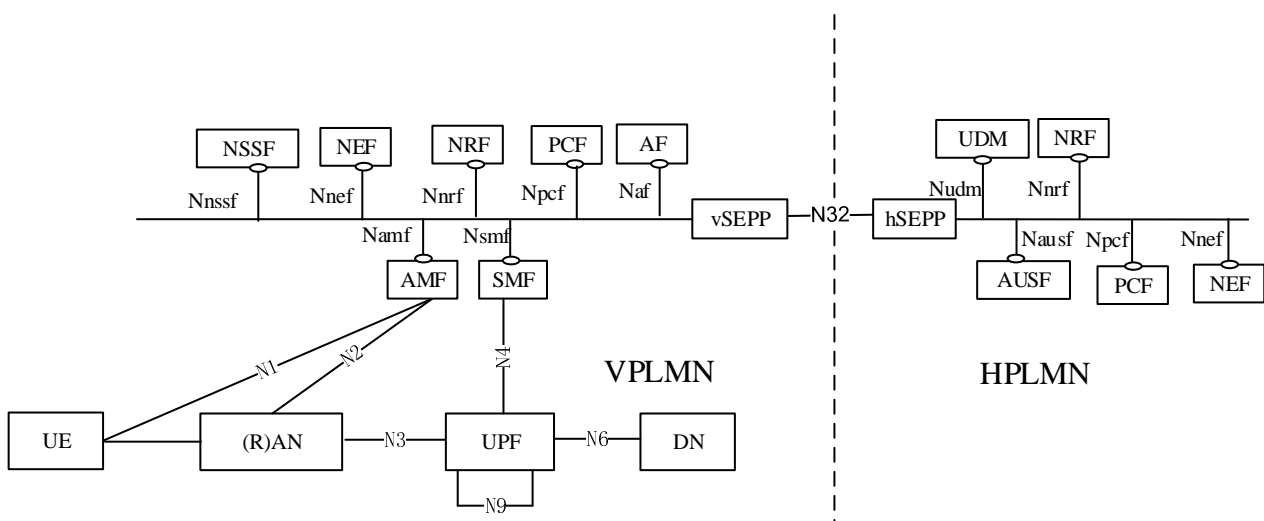 NSSF
NEF
NRF
PCF
AF
UDM
NRF
Nnssf
Nnef
Nnrf
Npcf
Naf
Nudm
Nnrf
vSEPP
N32
hSEPP
Namf
Nsmf
Nausf
Npcf
Nnef
AMF
SMF
AUSF
PCF
NEF
N1
N2
N4
VPLMN
HPLMN
UE
(R)AN
N3
UPF
N6
DN
N9